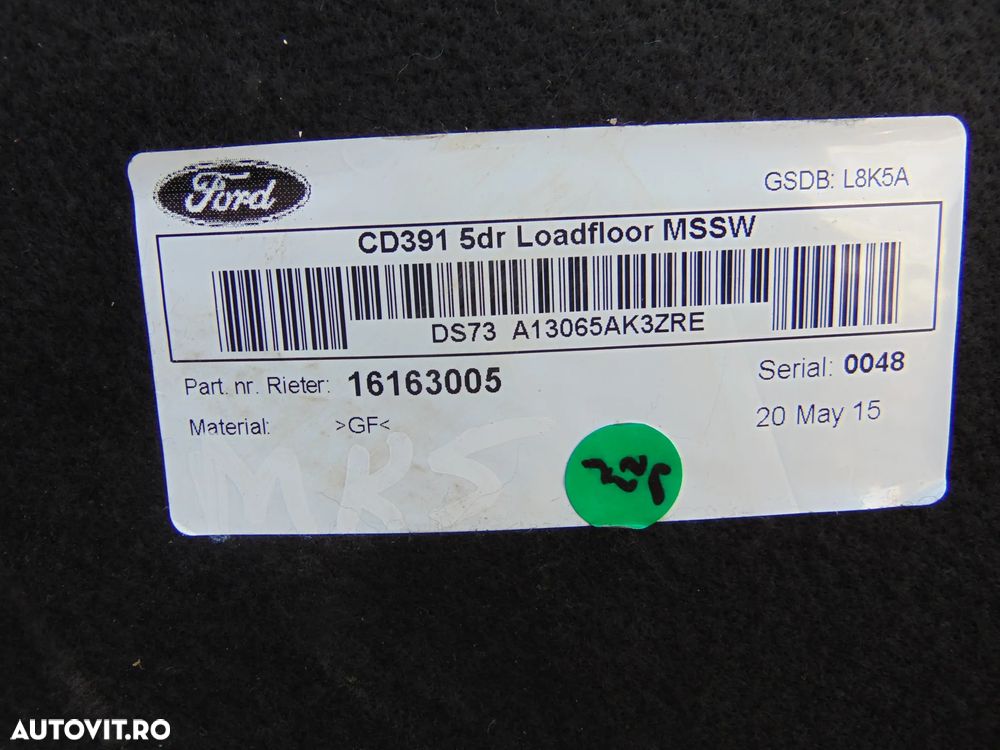 Ford
GSDB: L8K5A
CD391 5dr Loadfloor MSSW
DS73 A13065AK3ZRE
Part. nr. Rieter: 16163005
Serial: 0048
Material: >GF<
20 May 15
MK5
AUTOVIT.RO